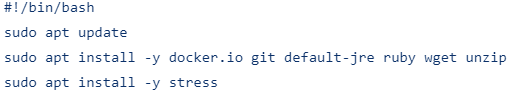 #!/bin/bash
sudo apt update
sudo apt install -y docker.io git default-jre ruby wget unzip
sudo apt install -y stress